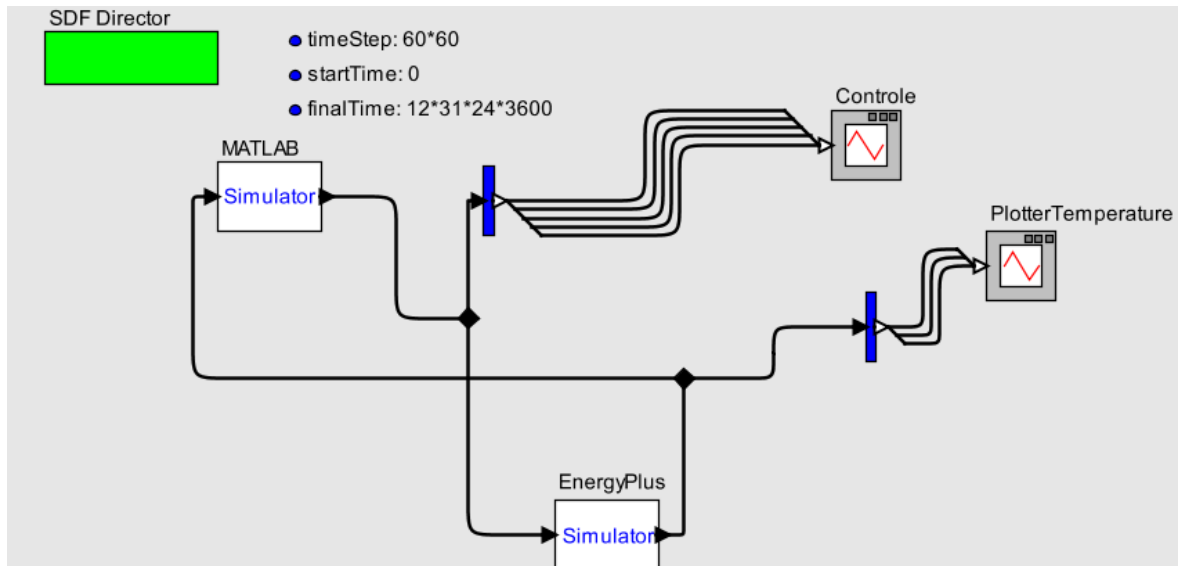 SDF Director
timeStep: 60*60
startTime: 0
finalTime: 12*31*24*3600
Controle
MATLAB
Simulator
PlotterTemperature
EnergyPlus
Simulator